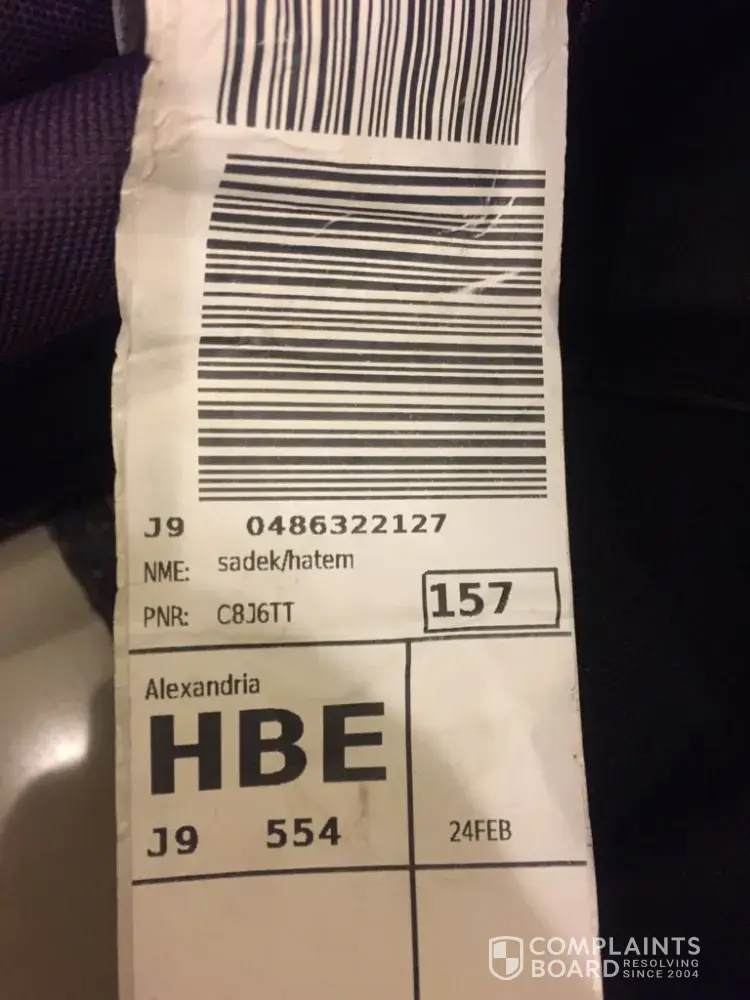 J9 0486322127
NME: sadek/hatem
PNR: C8J6TT
157
Alexandria
HBE
J9 554
24FEB
COMPLAINTS
BOARD RESOLVING
SINCE 2004